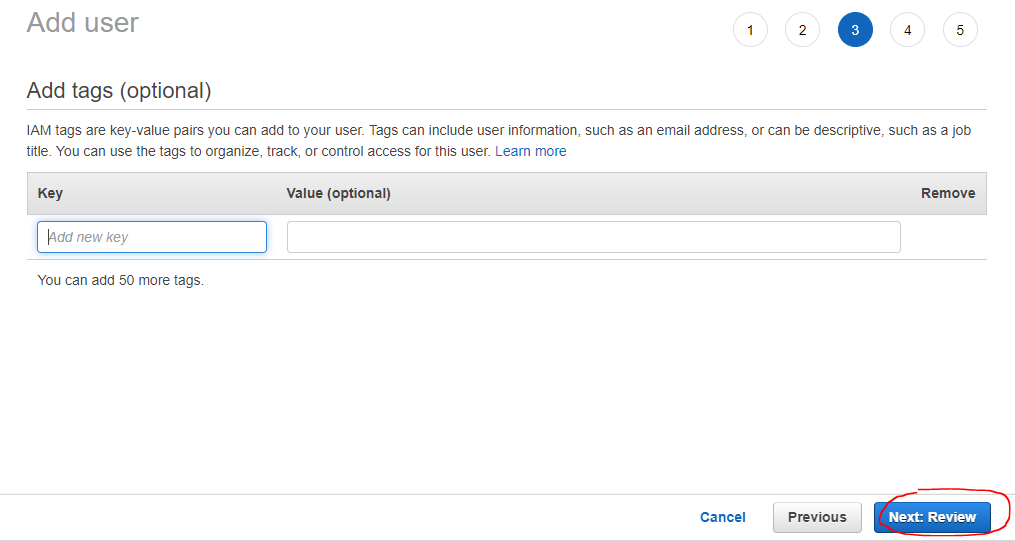 Add user
1 2 3 4 5
Add tags (optional)
IAM tags are key-value pairs you can add to your user. Tags can include user information, such as an email address, or can be descriptive, such as a job
title. You can use the tags to organize, track, or control access for this user. Learn more
Key Value (optional) Remove
Add new key
You can add 50 more tags.
Cancel Previous Next: Review